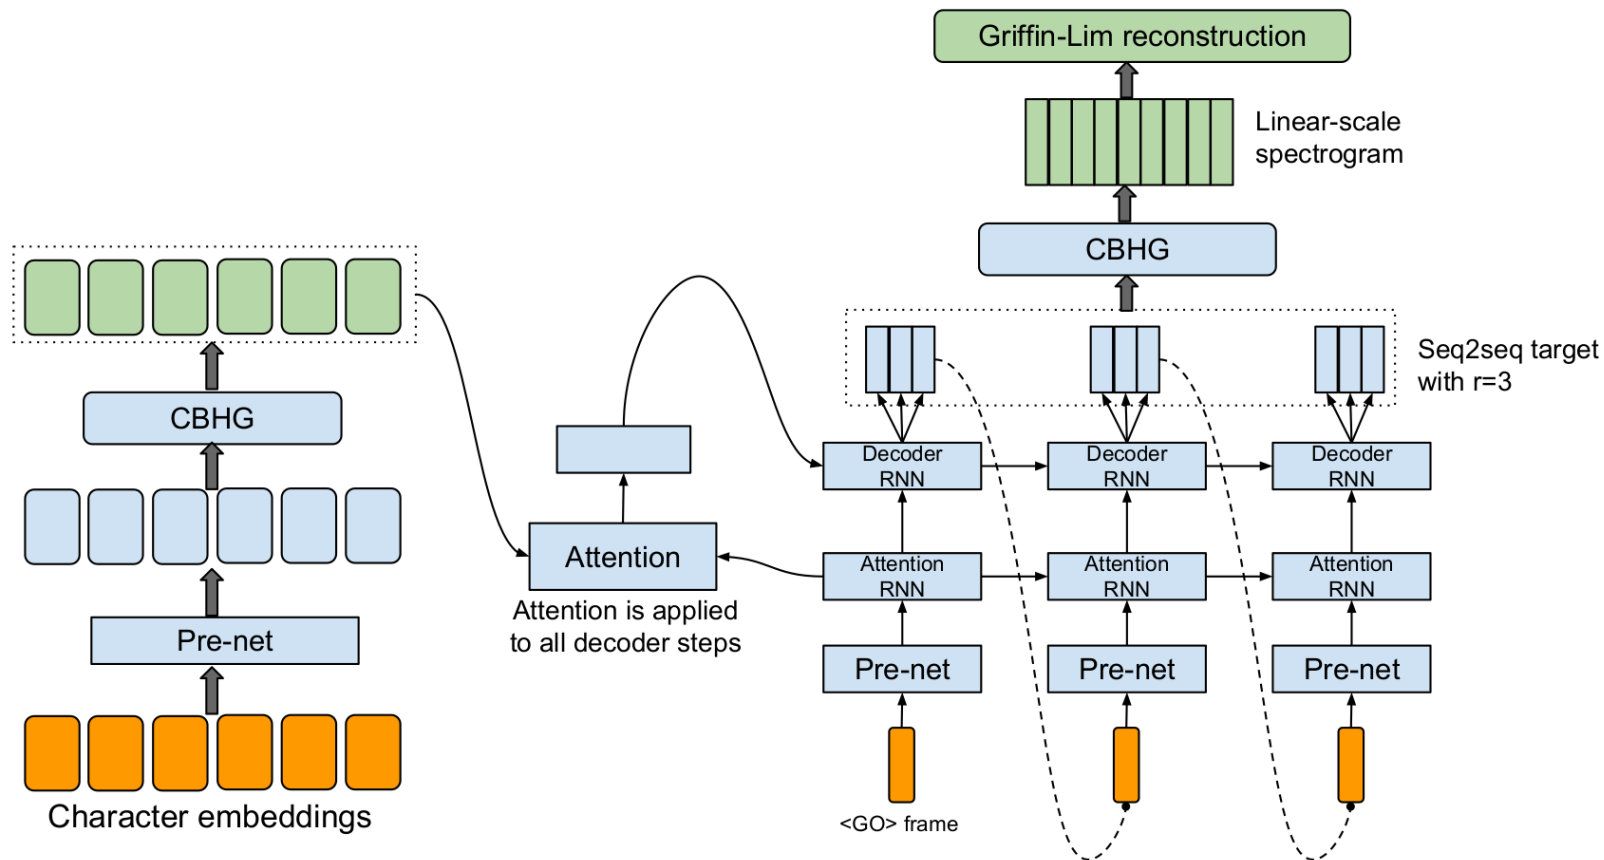 Griffin-Lim reconstruction
Linear-scale
spectrogram
CBHG
Seq2seq target
with r=3
CBHG
Pre-net
Character embeddings
Attention
Attention is applied
to all decoder steps
Decoder
RNN
Decoder
RNN
Decoder
RNN
Attention
RNN
Attention
RNN
Attention
RNN
Pre-net
Pre-net
Pre-net
<GO> frame